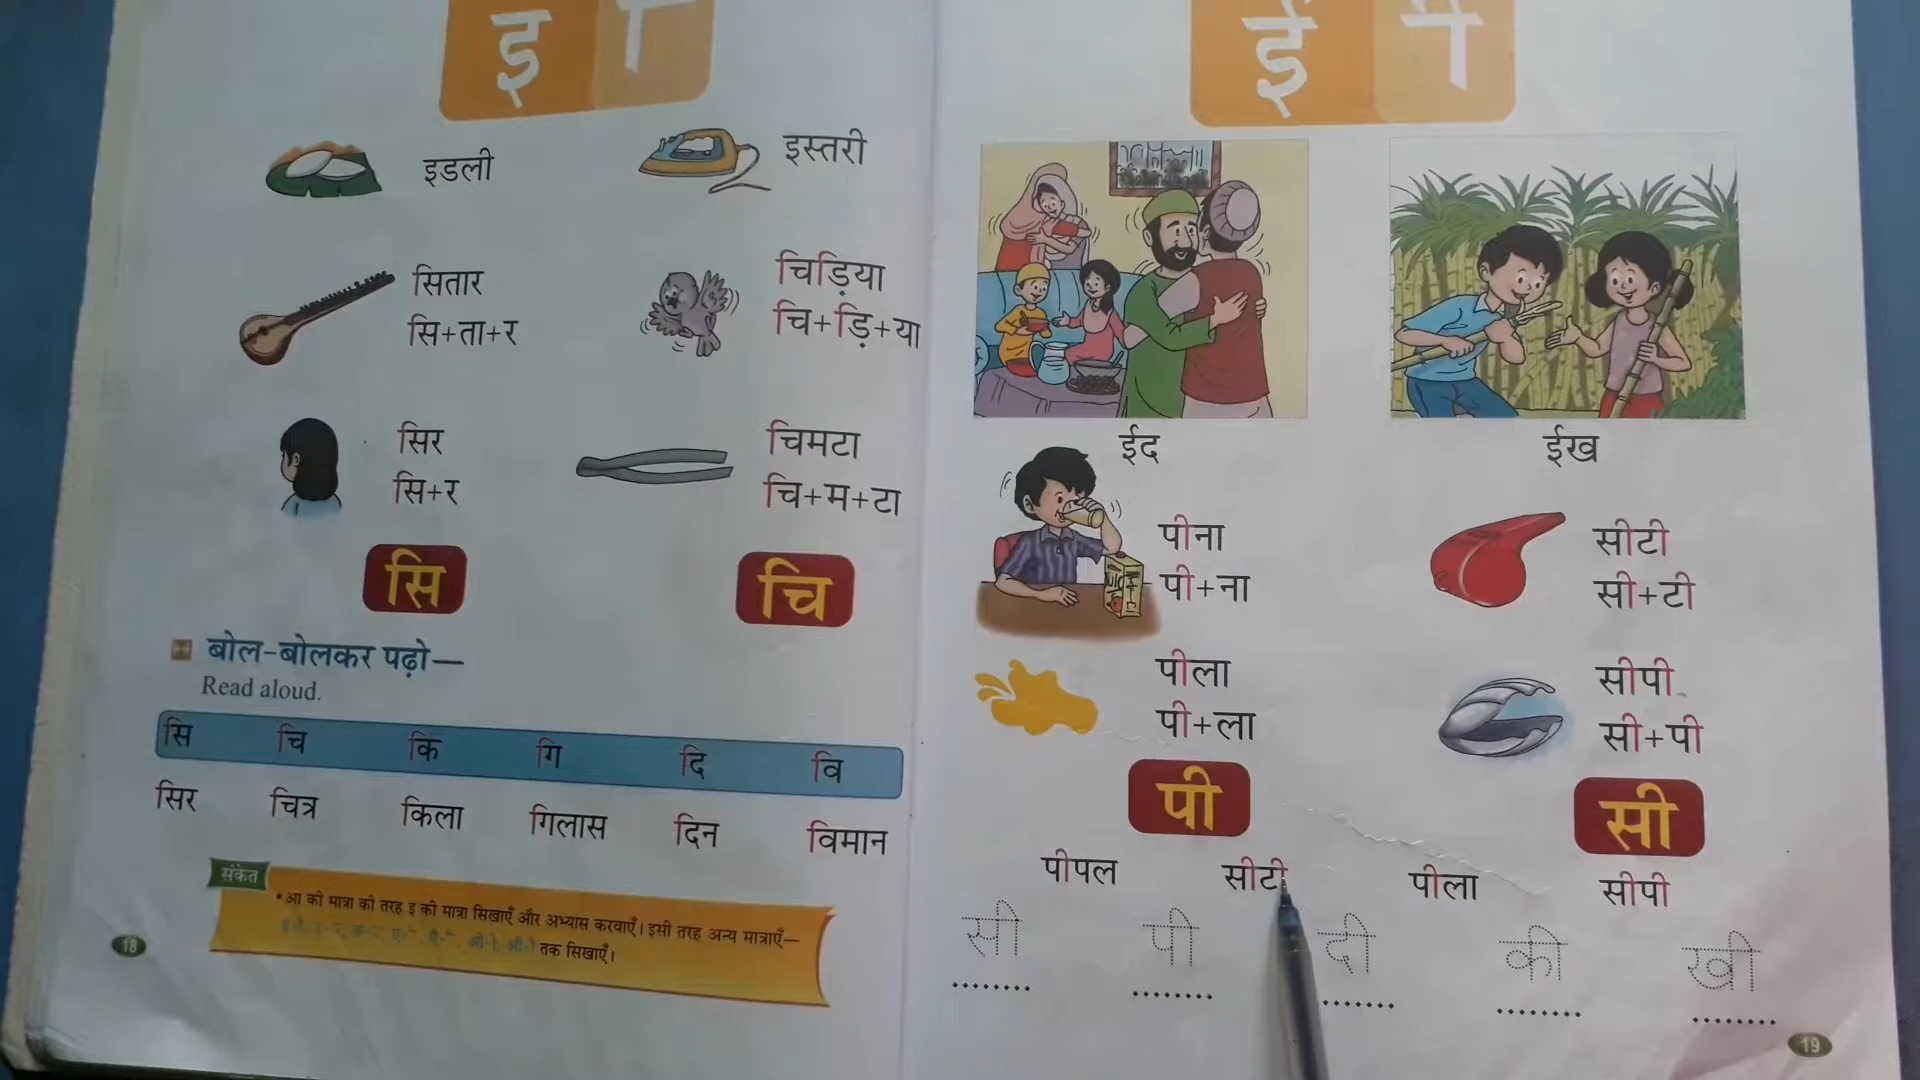 इ ि
इडली
इस्तरी
सितार
सि+ता+र
चिड़िया
चि+ड़ि+या
सिर
सि+र
चिमटा
चि+म+टा
सि
चि
बोल-बोलकर पढ़ो—
Read aloud.
सि चि कि गि दि वि
सिर चित्र किला गिलास दिन विमान
संकेत
• आ की मात्रा की तरह इ की मात्रा सिखाएँ और अभ्यास करवाएँ। इसी तरह अन्य मात्राएँ—
तक सिखाएँ।
18
ई ी
ईद
ईख
पीना
पी+ना
सीटी
सी+टी
पीला
पी+ला
सीपी
सी+पी
पी
सी
पीपल सीटी पीला सीपी
सी पी दी की खी
19